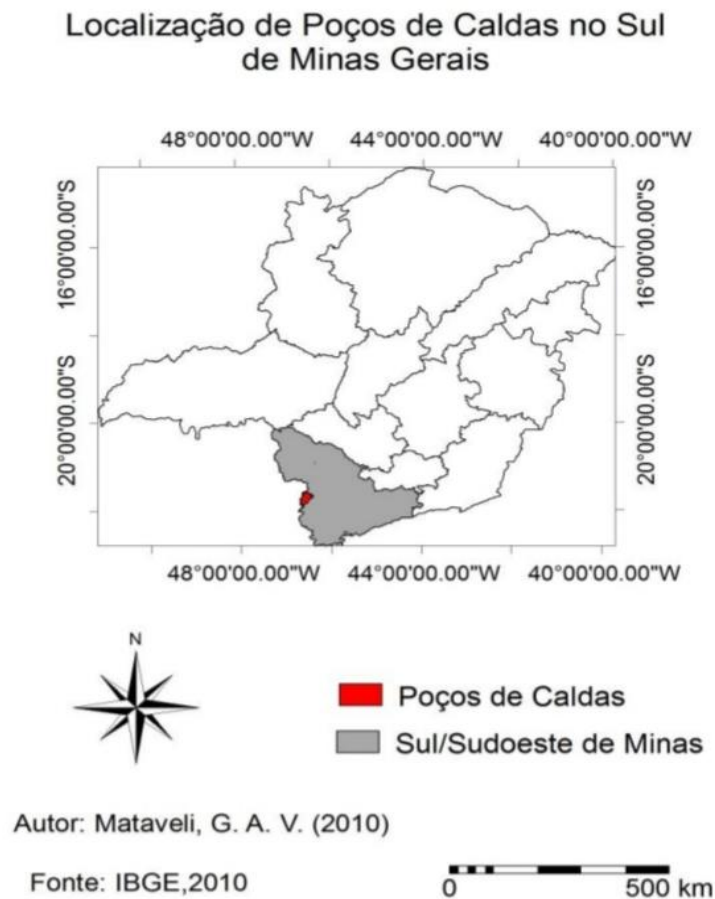 Localização de Poços de Caldas no Sul
de Minas Gerais
48°00'00.00"W 44°00'00.00"W 40°00'00.00"W
16°00'00.00"S
16°00'00.00"S
20°00'00.00"S
20°00'00.00"S
48°00'00.00"W 44°00'00.00"W 40°00'00.00"W
N
Poços de Caldas
Sul/Sudoeste de Minas
Autor: Mataveli, G. A. V. (2010)
Fonte: IBGE,2010
0 500 km